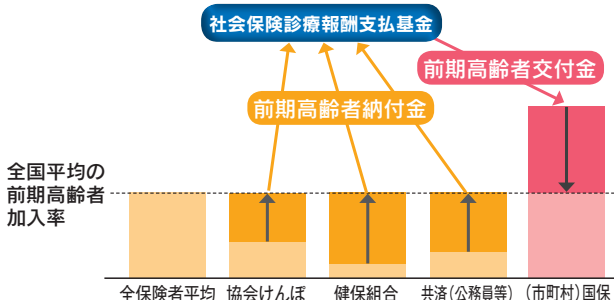 社会保険診療報酬支払基金
前期高齢者交付金
前期高齢者納付金
全国平均の
前期高齢者
加入率
全保険者平均 協会けんぽ 健保組合 共済(公務員等) (市町村)国保